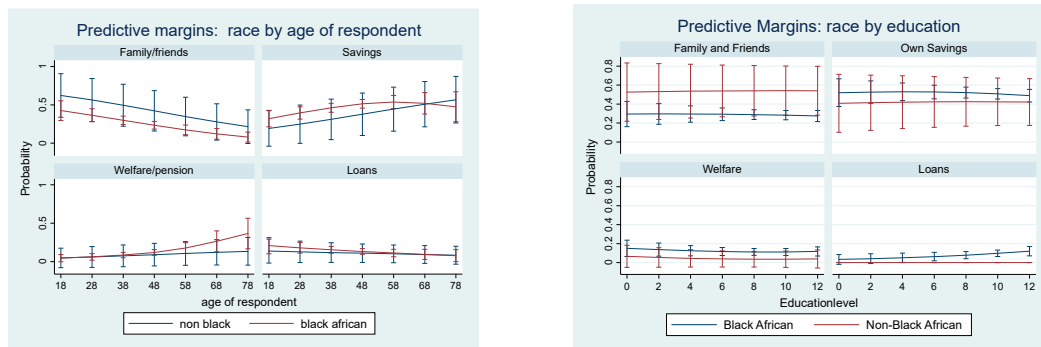 Predictive margins: race by age of respondent
Family/friends
Savings
0 0.5 1
Welfare/pension
Loans
0 0.5 1
Probability
18 28 38 48 58 68 78
18 28 38 48 58 68 78
age of respondent
non black
black african
Predictive Margins: race by education
Family and Friends
Own Savings
0 0.2 0.4 0.6 0.8
Welfare
Loans
0 0.2 0.4 0.6 0.8
Probability
0 2 4 6 8 10 12
0 2 4 6 8 10 12
Educationlevel
Black African
Non-Black African